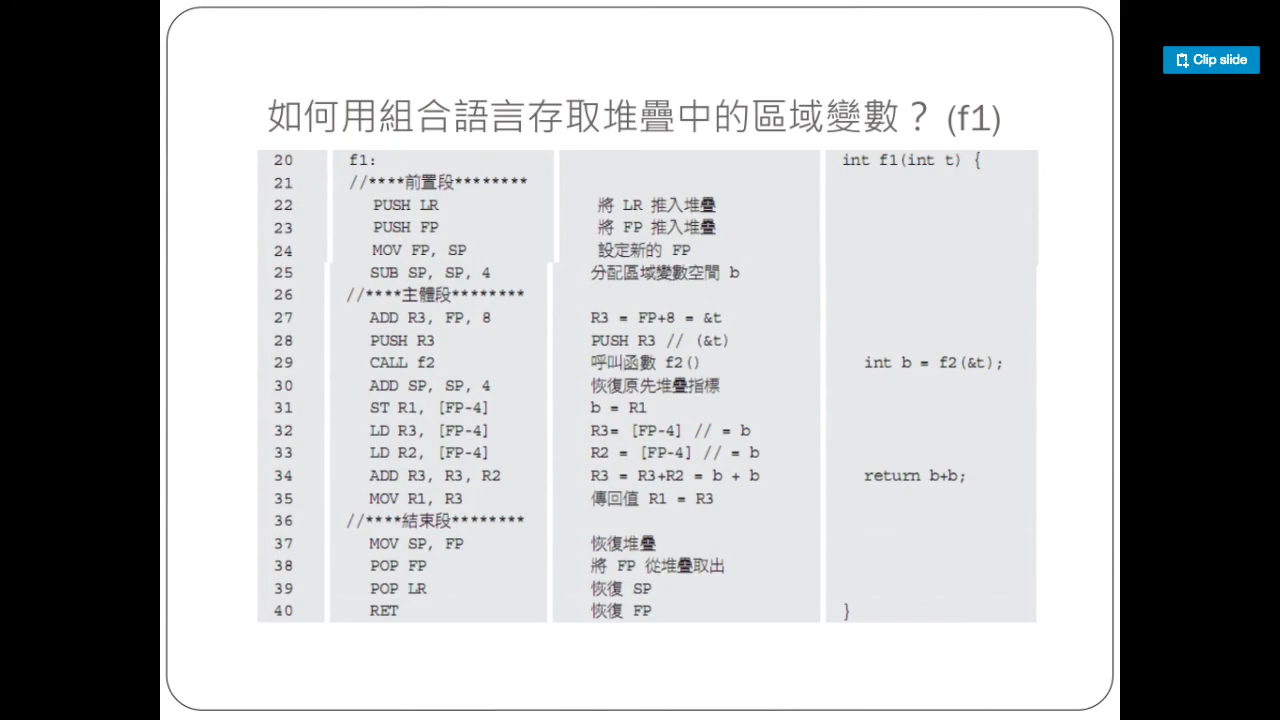 Clip slide
如何用組合語言存取堆疊中的區域變數？ (f1)
20 f1: int f1(int t) {
21 //****前置段********
22 PUSH LR 將 LR 推入堆疊
23 PUSH FP 將 FP 推入堆疊
24 MOV FP, SP 設定新的 FP
25 SUB SP, SP, 4 分配區域變數空間 b
26 //****主體段********
27 ADD R3, FP, 8 R3 = FP+8 = &t
28 PUSH R3 PUSH R3 // (&t)
29 CALL f2 呼叫函數 f2() int b = f2(&t);
30 ADD SP, SP, 4 恢復原先堆疊指標
31 ST R1, [FP-4] b = R1
32 LD R3, [FP-4] R3= [FP-4] // = b
33 LD R2, [FP-4] R2 = [FP-4] // = b
34 ADD R3, R3, R2 R3 = R3+R2 = b + b return b+b;
35 MOV R1, R3 傳回值 R1 = R3
36 //****結束段********
37 MOV SP, FP 恢復堆疊
38 POP FP 將 FP 從堆疊取出
39 POP LR 恢復 SP
40 RET 恢復 FP }